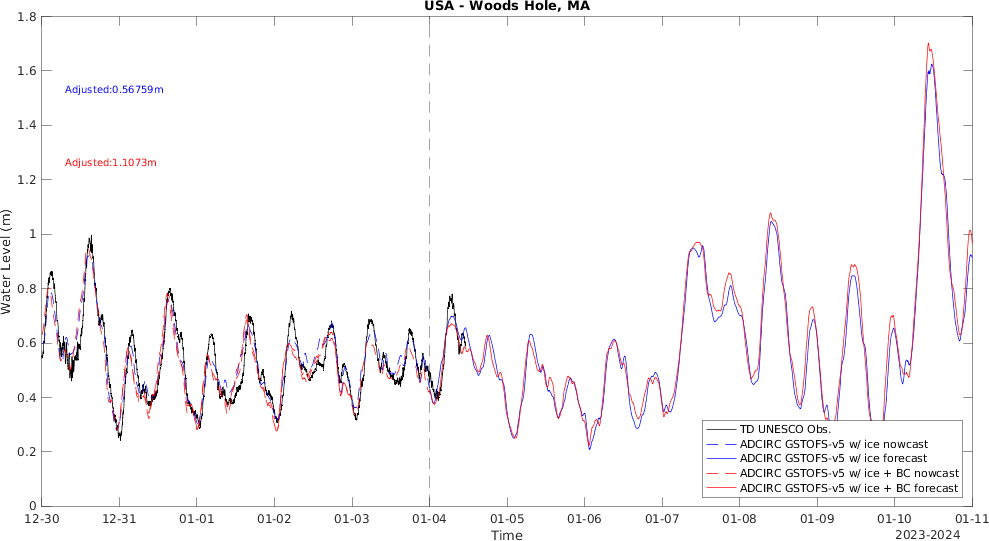 USA - Woods Hole, MA
1.8
1.6
1.4
1.2
1
0.8
0.6
0.4
0.2
0
Water Level (m)
Adjusted:0.56759m
Adjusted:1.1073m
TD UNESCO Obs.
ADCIRC GSTOFS-v5 w/ ice nowcast
ADCIRC GSTOFS-v5 w/ ice forecast
ADCIRC GSTOFS-v5 w/ ice + BC nowcast
ADCIRC GSTOFS-v5 w/ ice + BC forecast
12-30 12-31 01-01 01-02 01-03 01-04 01-05 01-06 01-07 01-08 01-09 01-10 01-11
Time
2023-2024